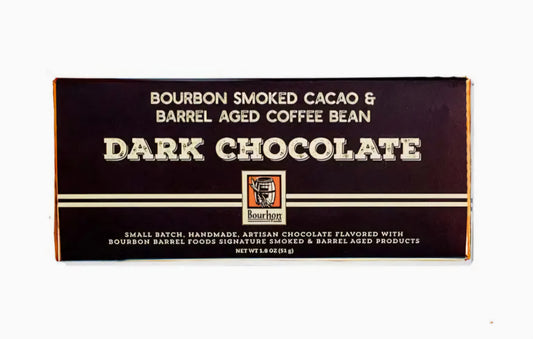 BOURBON SMOKED CACAO &
BARREL AGED COFFEE BEAN
DARK CHOCOLATE
Bourbon
SMALL BATCH, HANDMADE, ARTISAN CHOCOLATE FLAVORED WITH
BOURBON BARREL FOODS SIGNATURE SMOKED & BARREL AGED PRODUCTS
NET WT 1.8 OZ (51 g)